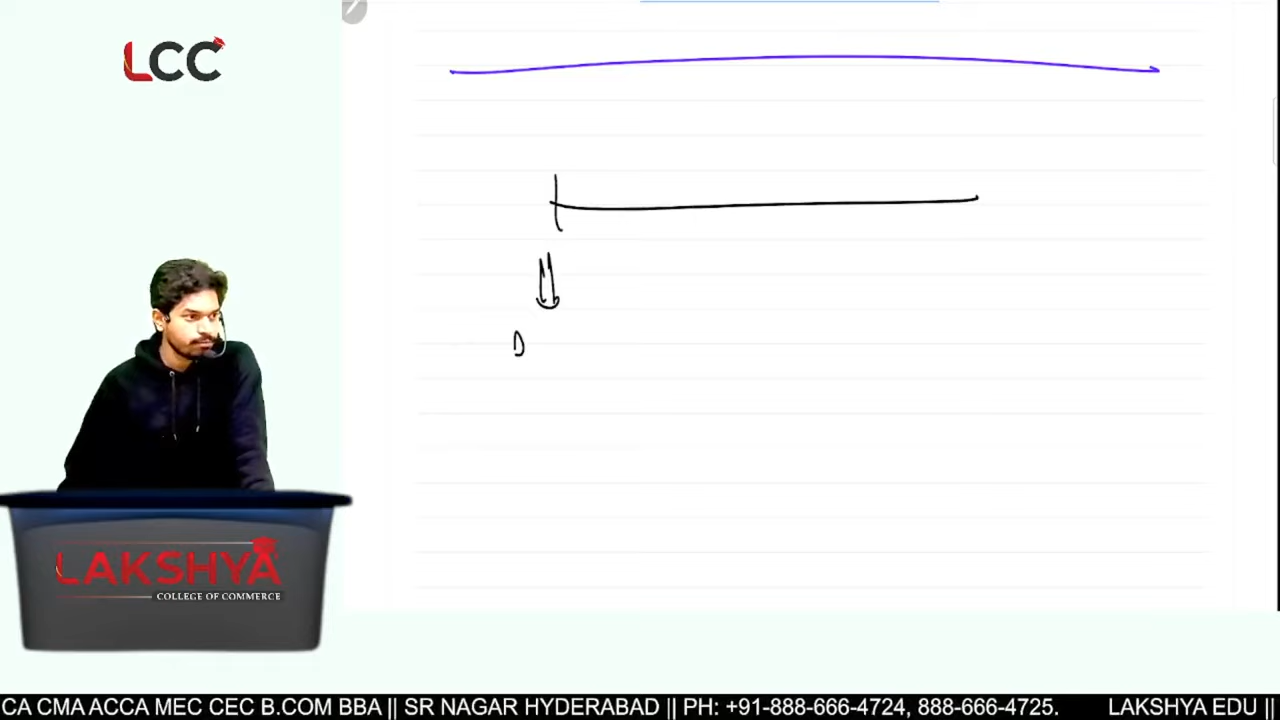 LCC
D
LAKSHYA
COLLEGE OF COMMERCE
CA CMA ACCA MEC CEC B.COM BBA || SR NAGAR HYDERABAD || PH: +91-888-666-4724, 888-666-4725. LAKSHYA EDU ||